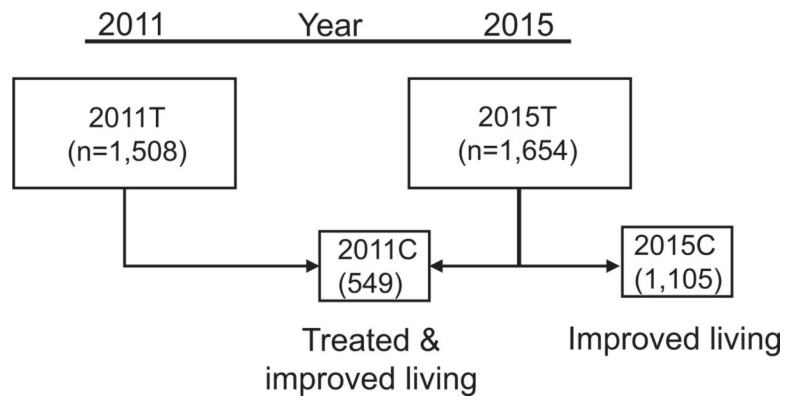 2011 Year 2015
2011T
(n=1,508)
2015T
(n=1,654)
2011C
(549)
2015C
(1,105)
Treated &
improved living
Improved living